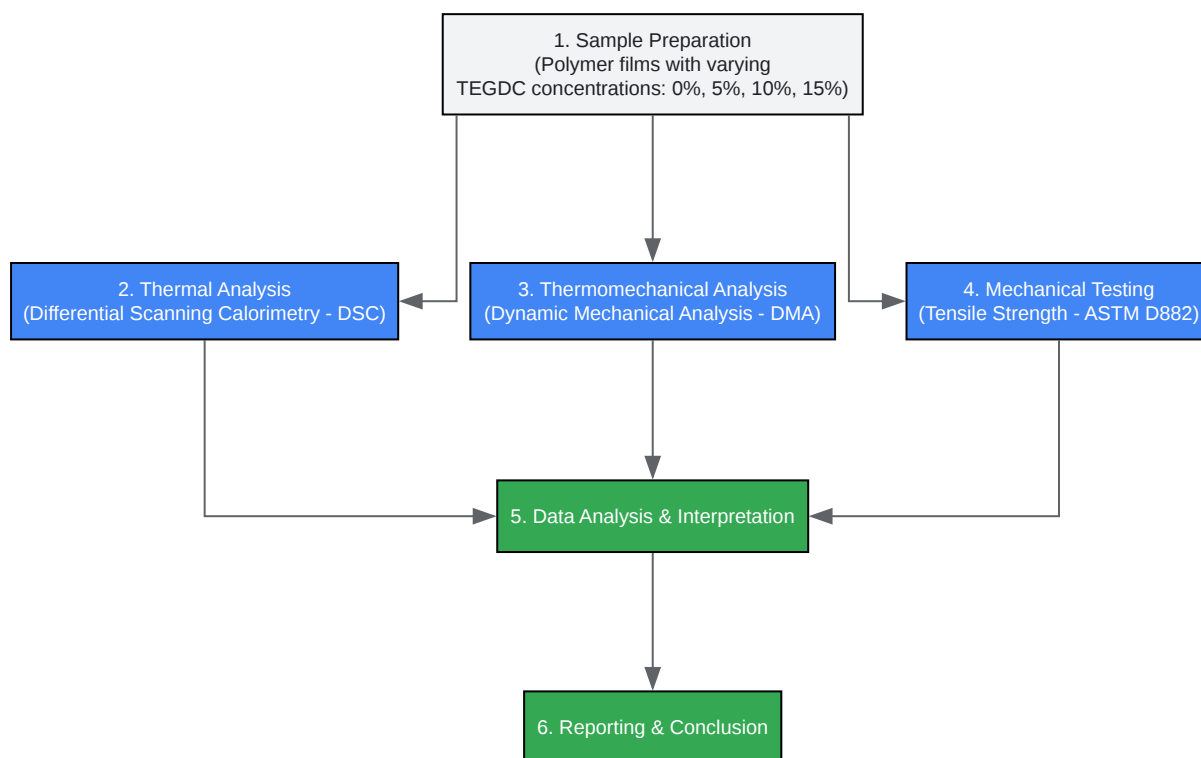 1. Sample Preparation
(Polymer films with varying
TEGDC concentrations: 0%, 5%, 10%, 15%)
2. Thermal Analysis
(Differential Scanning Calorimetry - DSC)
3. Thermomechanical Analysis
(Dynamic Mechanical Analysis - DMA)
4. Mechanical Testing
(Tensile Strength - ASTM D882)
5. Data Analysis & Interpretation
6. Reporting & Conclusion